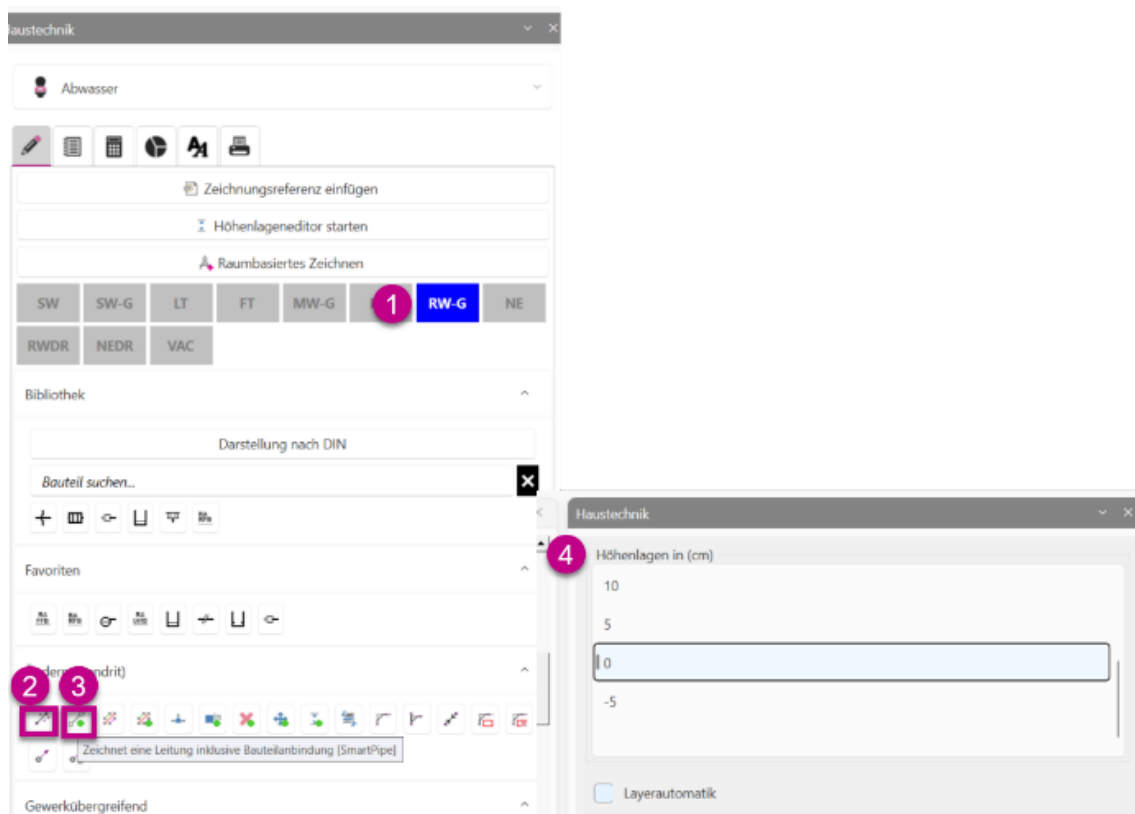 Haustechnik
Abwasser
Zeichnungsreferenz einfügen
Höhenlageneditor starten
Raumbasiertes Zeichnen
SW SW-G LT FT MW-G 1 RW-G NE
RWDR NEDR VAC
Bibliothek
Darstellung nach DIN
Bauteil suchen...
Favoriten
2 3
Zeichnet eine Leitung inklusive Bauteilanbindung [SmartPipe]
Gewerkübergreifend
Haustechnik
4 Höhenlagen in (cm)
10
5
0
-5
Layerautomatik